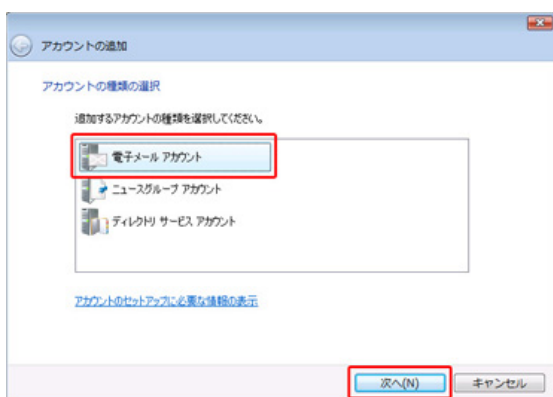 アカウントの追加
アカウントの種類の選択
追加するアカウントの種類を選択してください。
電子メール アカウント
ニュースグループ アカウント
ディレクトリ サービス アカウント
アカウントのセットアップに必要な情報の表示
次へ(N) キャンセル